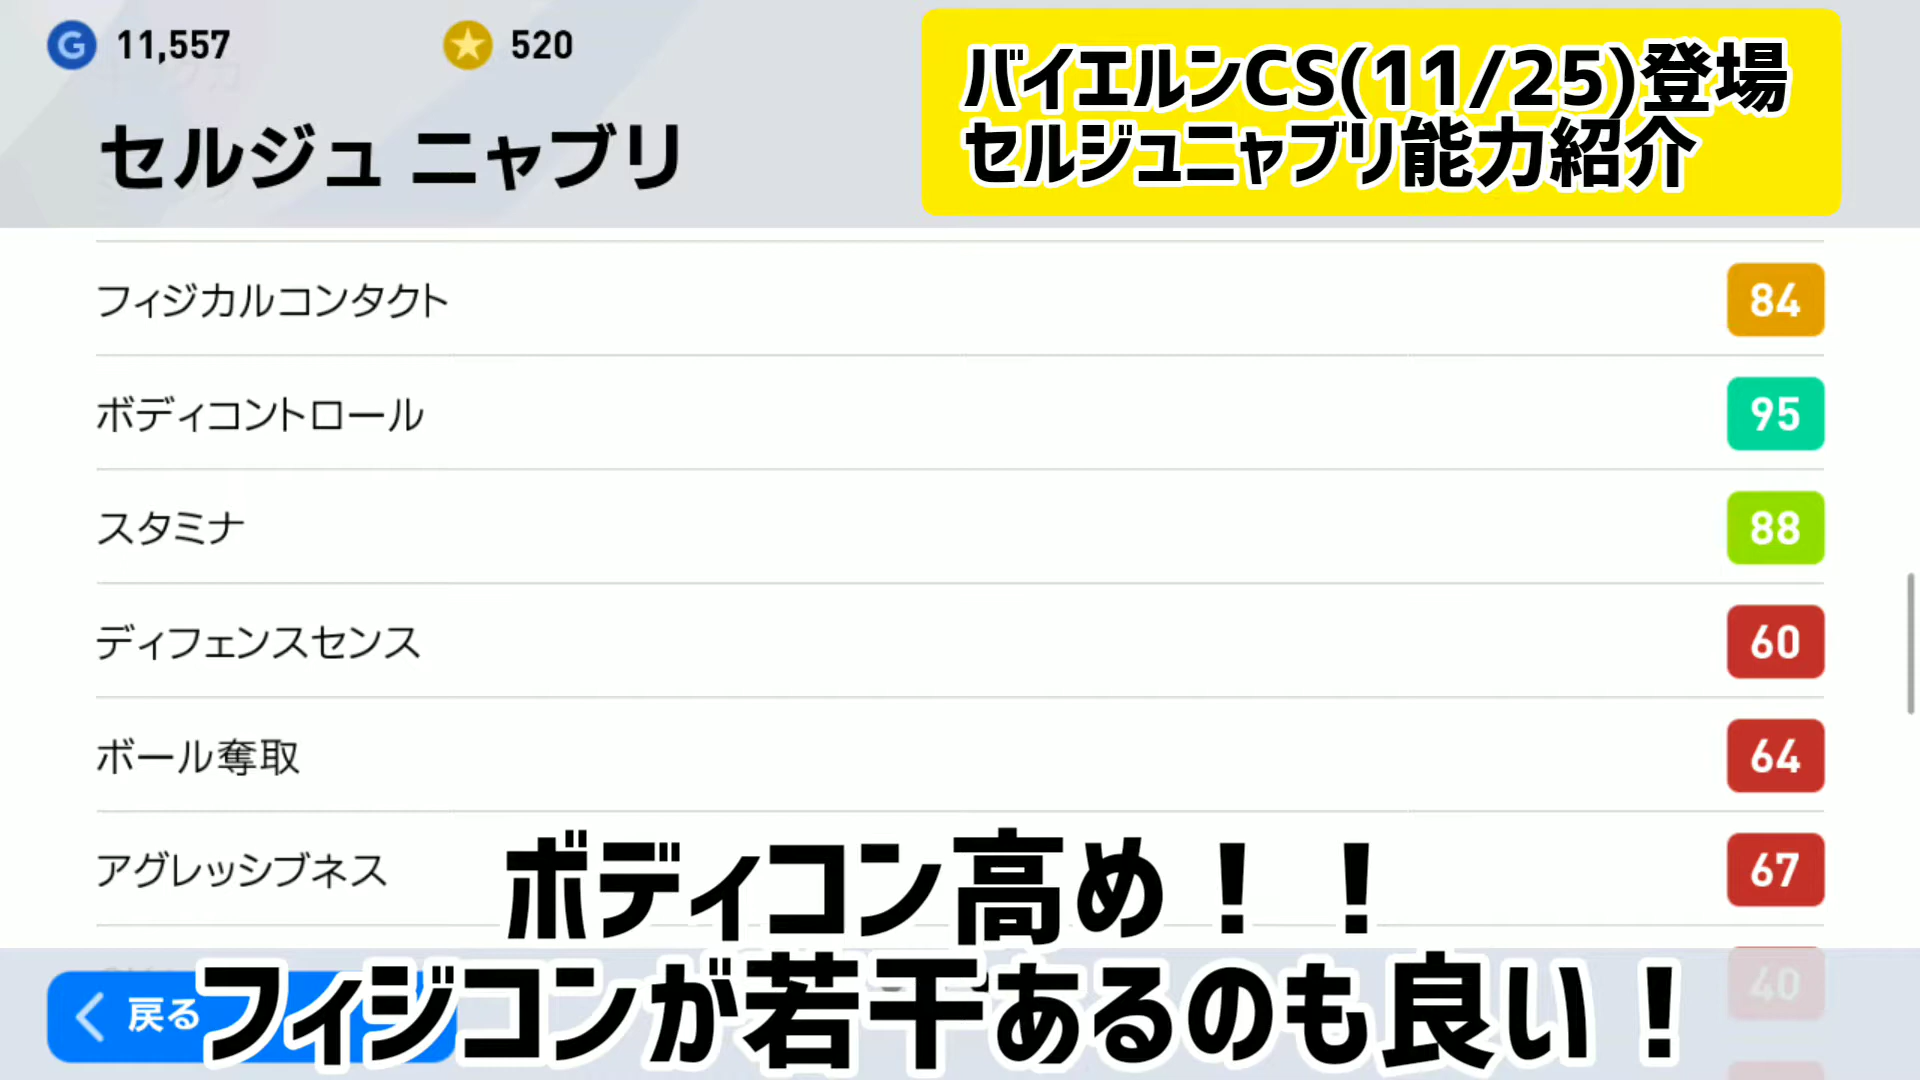 11,557
520
バイエルンCS(11/25)登場
セルジュニャブリ能力紹介
セルジュ ニャブリ
フィジカルコンタクト 84
ボディコントロール 95
スタミナ 88
ディフェンスセンス 60
ボール奪取 64
アグレッシブネス 67
ボディコン高め！！
40
戻る
フィジコンが若干あるのも良い！